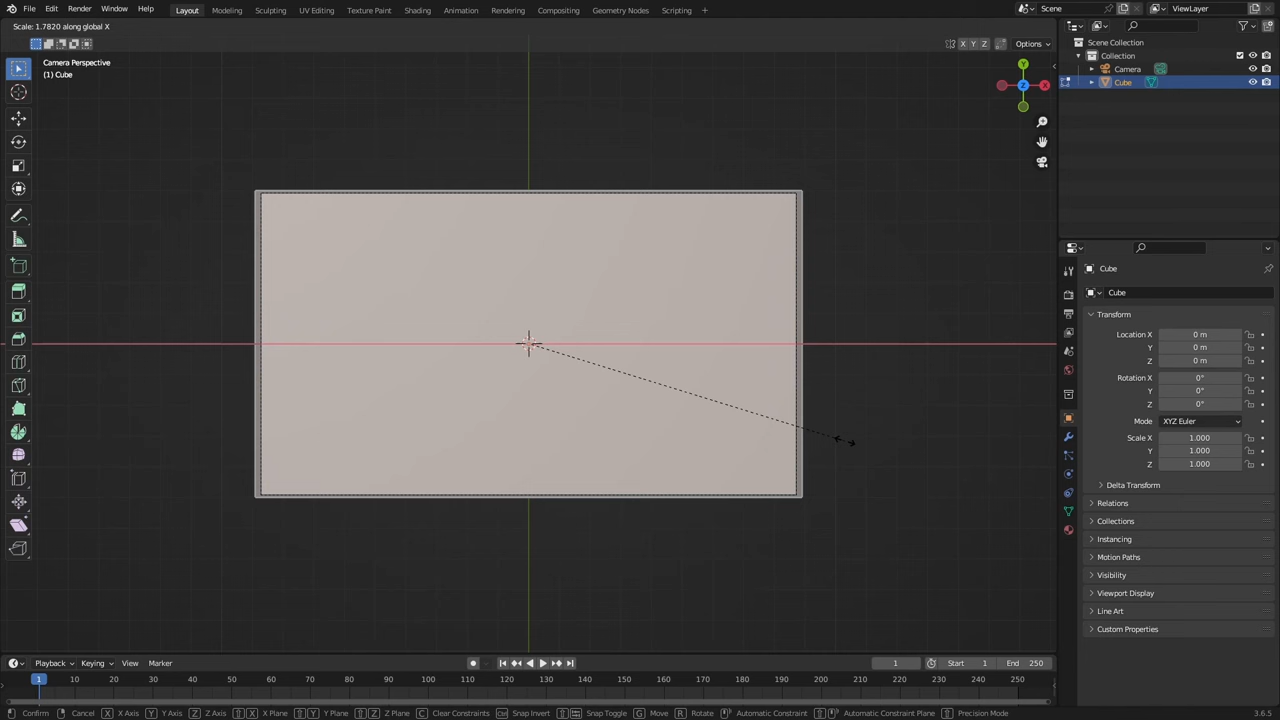 File Edit Render Window Help Layout Modeling Sculpting UV Editing Texture Paint Shading Animation Rendering Compositing Geometry Nodes Scripting + Scene ViewLayer
Scale: 1.7820 along global X
X Y Z Options
Camera Perspective
(1) Cube
Y
Z X
Scene Collection
Collection
Camera
Cube
Cube
Cube
Transform
Location X 0 m
Y 0 m
Z 0 m
Rotation X 0°
Y 0°
Z 0°
Mode XYZ Euler
Scale X 1.000
Y 1.000
Z 1.000
Delta Transform
Relations
Collections
Instancing
Motion Paths
Visibility
Viewport Display
Line Art
Custom Properties
Playback Keying View Marker 1 Start 1 End 250
1 10 20 30 40 50 60 70 80 90 100 110 120 130 140 150 160 170 180 190 200 210 220 230 240 250
Confirm Cancel X X Axis Y Y Axis Z Z Axis X X Plane Y Y Plane Z Z Plane C Clear Constraints Ctrl Snap Invert Snap Toggle G Move R Rotate Automatic Constraint Automatic Constraint Plane Precision Mode 3.6.5